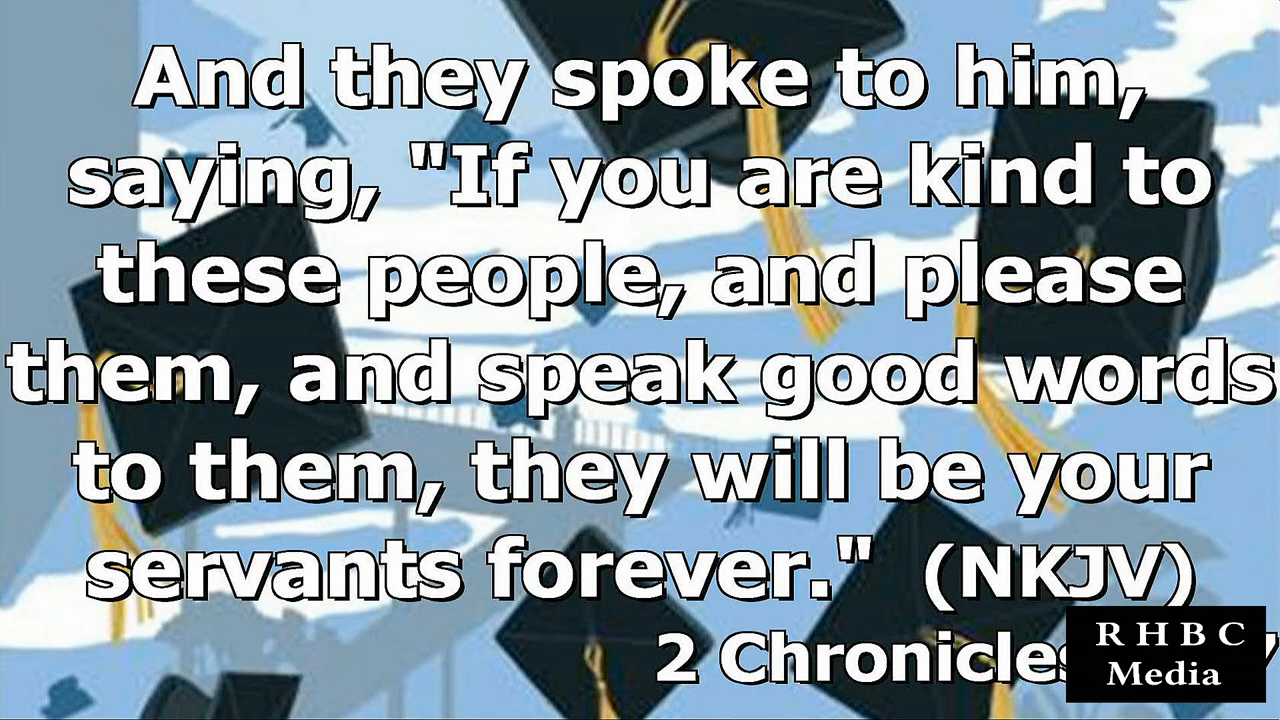 And they spoke to him,
saying, "If you are kind to
these people, and please
them, and speak good words
to them, they will be your
servants forever." (NKJV)
2 Chronicles
RHBC
Media